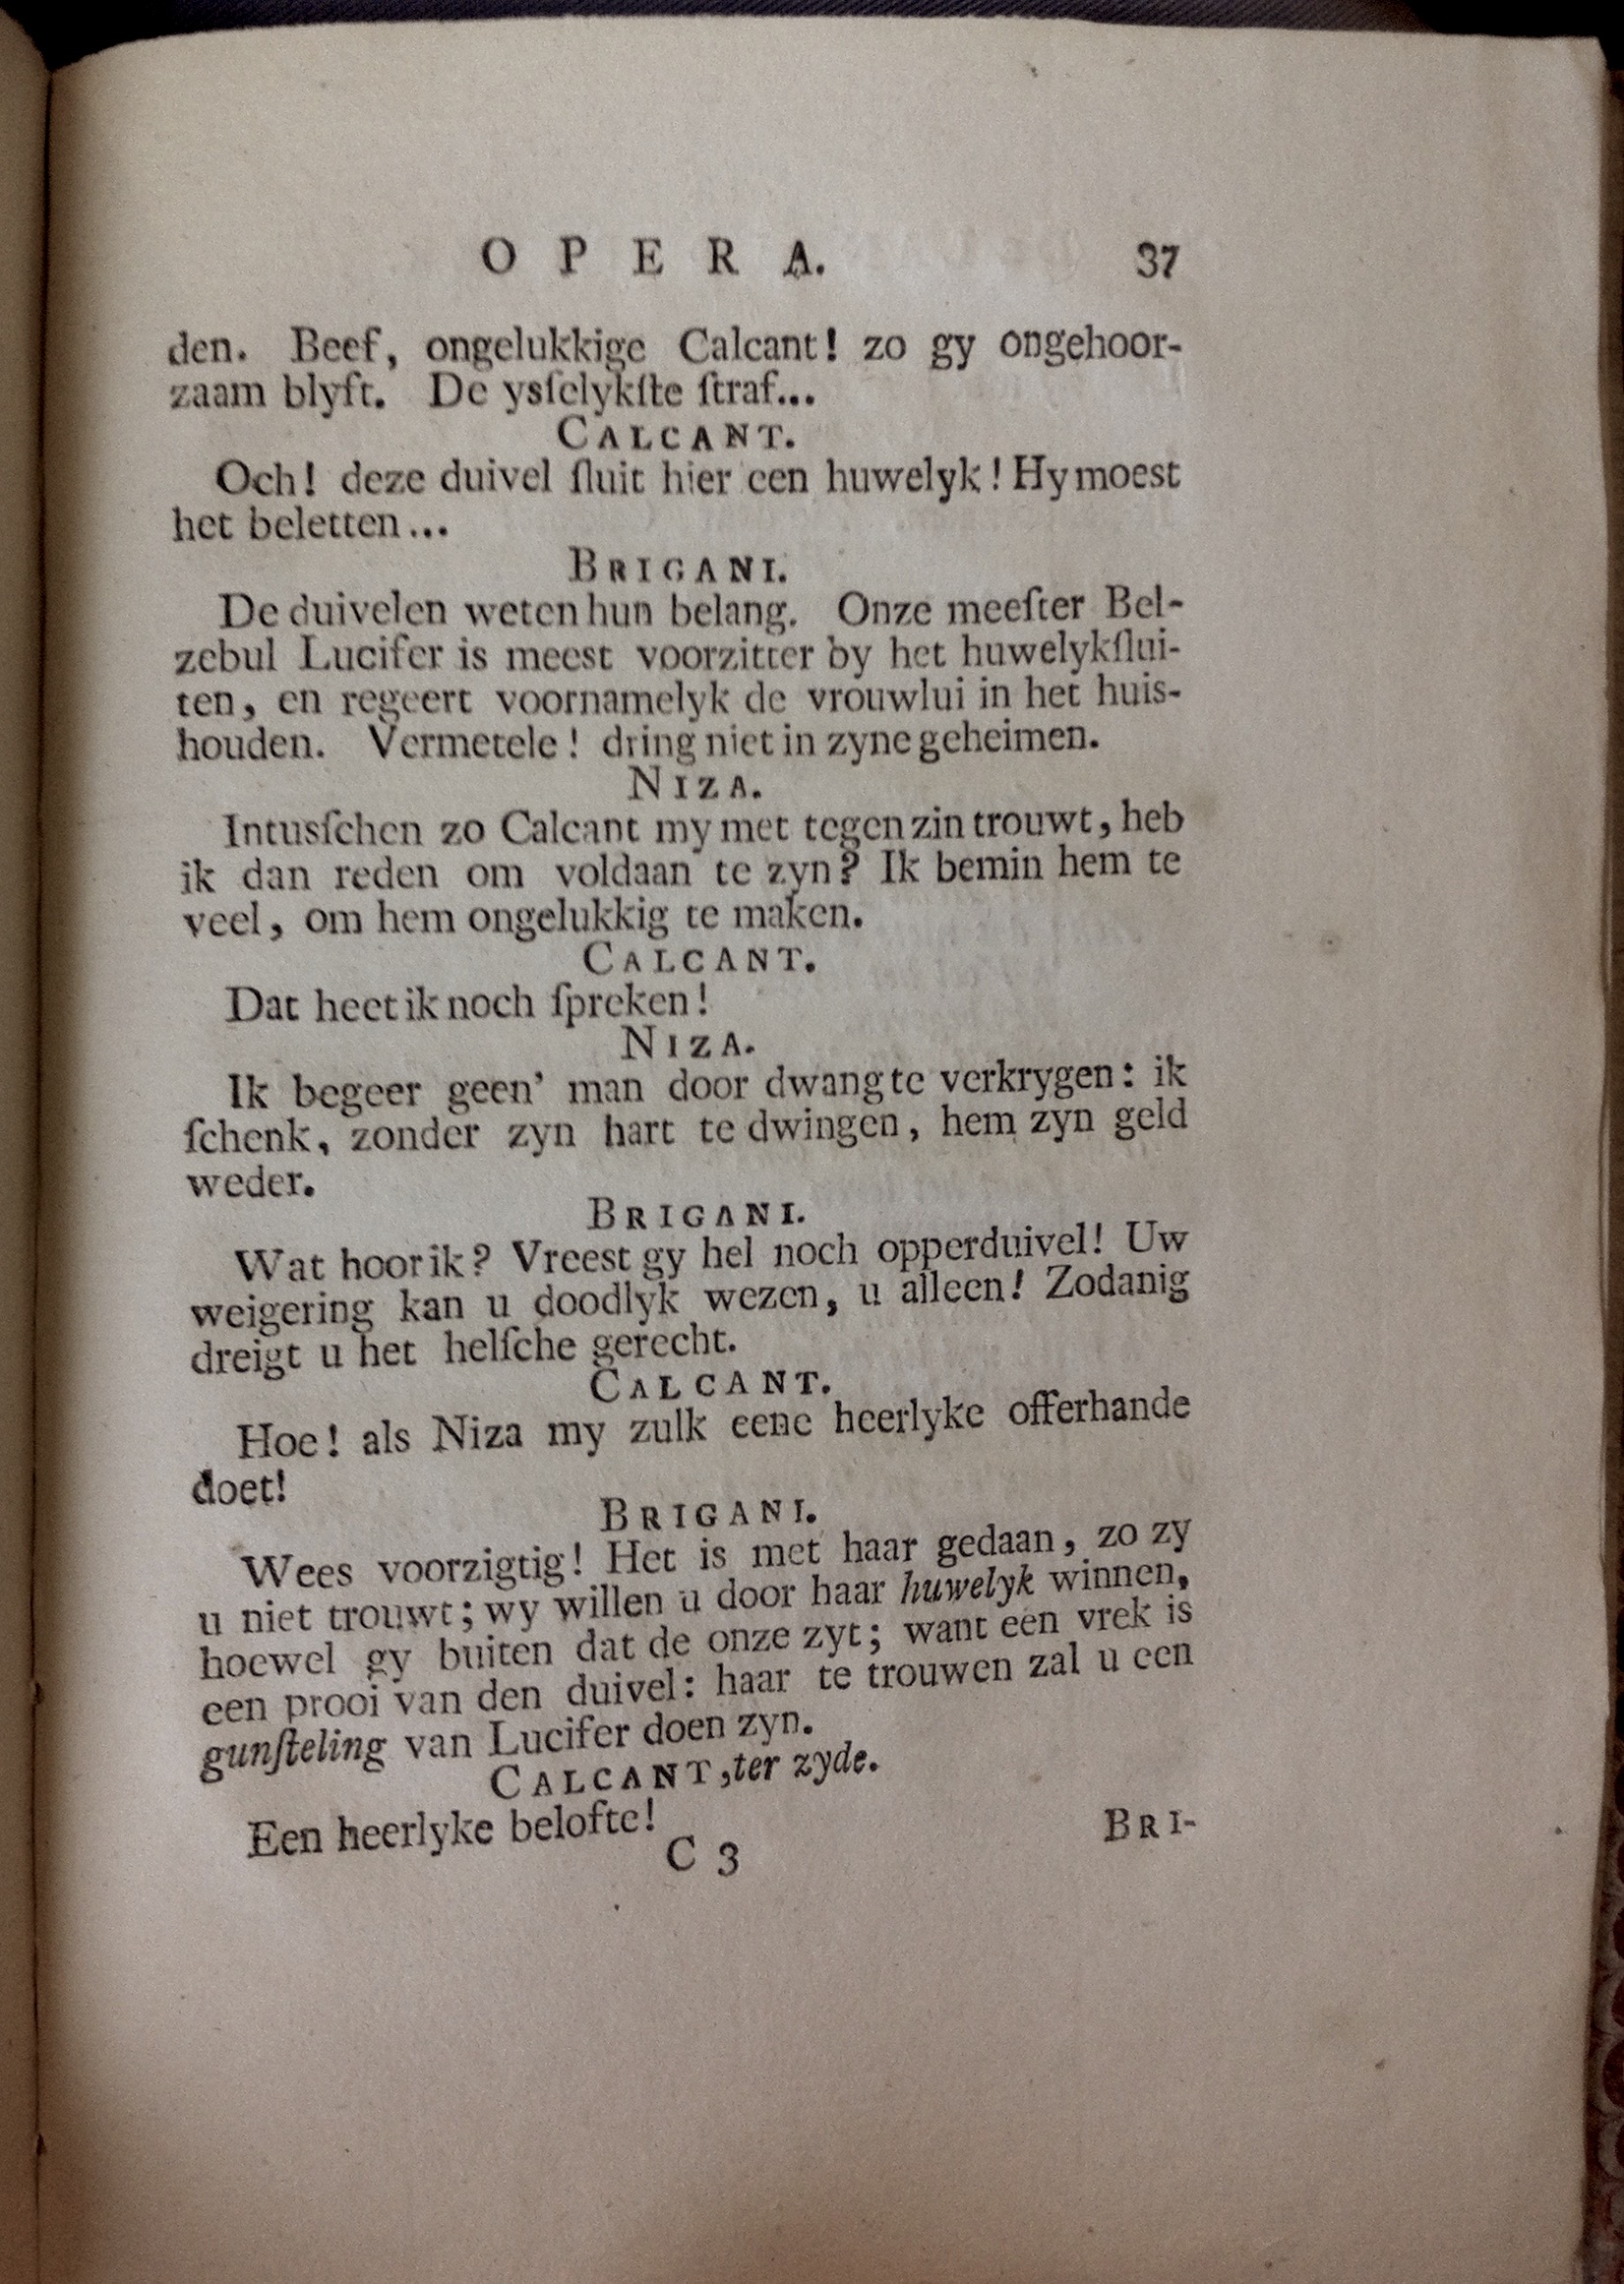 OPERA. 37
den. Beef, ongelukkige Calcant! zo gy ongehoor-
zaam blyft. De ysſelykſte ſtraf...
CALCANT.
Och! deze duivel ſluit hier een huwelyk! Hy moest
het beletten...
BRIGANI.
De duivelen weten hun belang. Onze meeſter Bel-
zebul Lucifer is meest voorzitter by het huwelykſlui-
ten, en regeert voornamelyk de vrouwlui in het huis-
houden. Vermetele! dring niet in zyne geheimen.
NIZA.
Intusſchen zo Calcant my met tegenzin trouwt, heb
ik dan reden om voldaan te zyn? Ik bemin hem te
veel, om hem ongelukkig te maken.
CALCANT.
Dat heet ik noch ſpreken!
NIZA.
Ik begeer geen' man door dwang te verkrygen: ik
ſchenk, zonder zyn hart te dwingen, hem zyn geld
weder.
BRIGANI.
Wat hoor ik? Vreest gy hel noch opperduivel! Uw
weigering kan u doodlyk wezen, u alleen! Zodanig
dreigt u het helſche gerecht.
CALCANT.
Hoe! als Niza my zulk eene heerlyke offerhande
doet!
BRIGANI.
Wees voorzigtig! Het is met haar gedaan, zo zy
u niet trouwt; wy willen u door haar huwelyk winnen,
hoewel gy buiten dat de onze zyt; want een vrek is
een prooi van den duivel: haar te trouwen zal u een
gunſteling van Lucifer doen zyn.
CALCANT, ter zyde.
Een heerlyke belofte!
C 3 BRI-